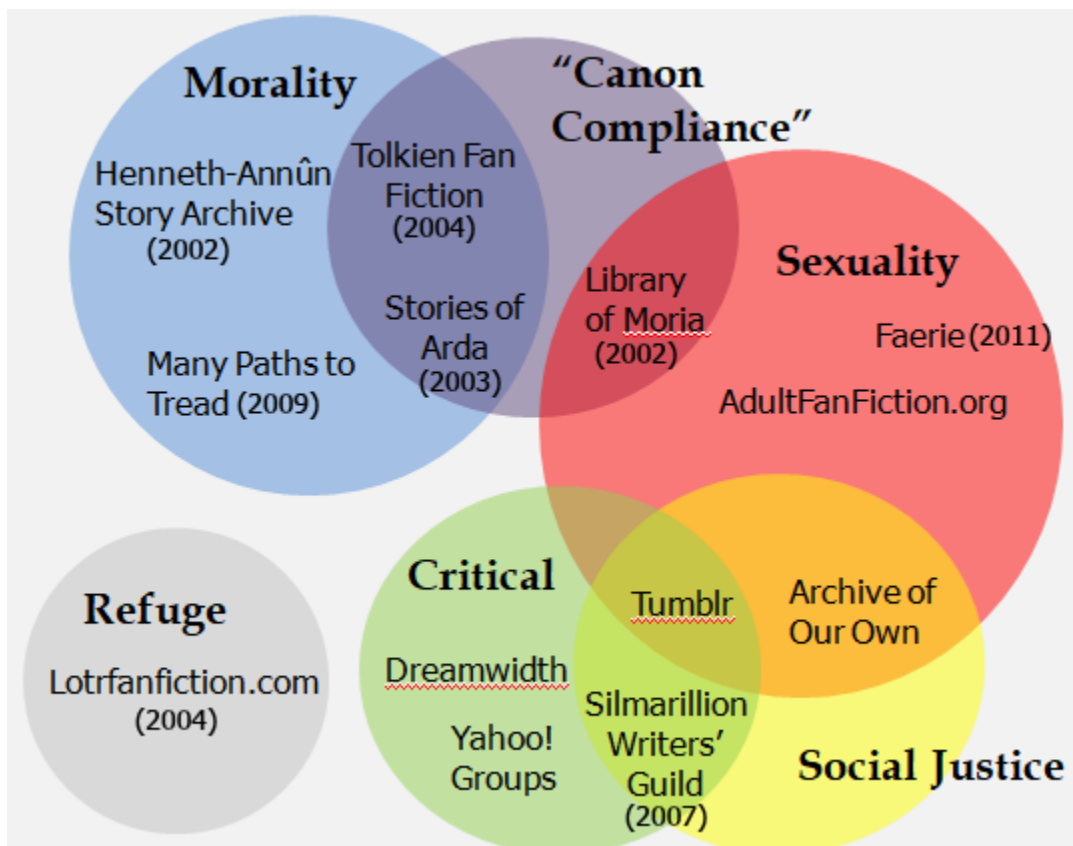 Morality
Henneth-Annûn
Story Archive
(2002)
Many Paths to
Tread (2009)
Tolkien Fan
Fiction
(2004)
Stories of
Arda
(2003)
“Canon
Compliance”
Library
of Moria
(2002)
Sexuality
Faerie (2011)
AdultFanFiction.org
Refuge
Lotrfanfiction.com
(2004)
Critical
Dreamwidth
Yahoo!
Groups
Tumblr
Silmarillion
Writers’
Guild
(2007)
Archive of
Our Own
Social Justice